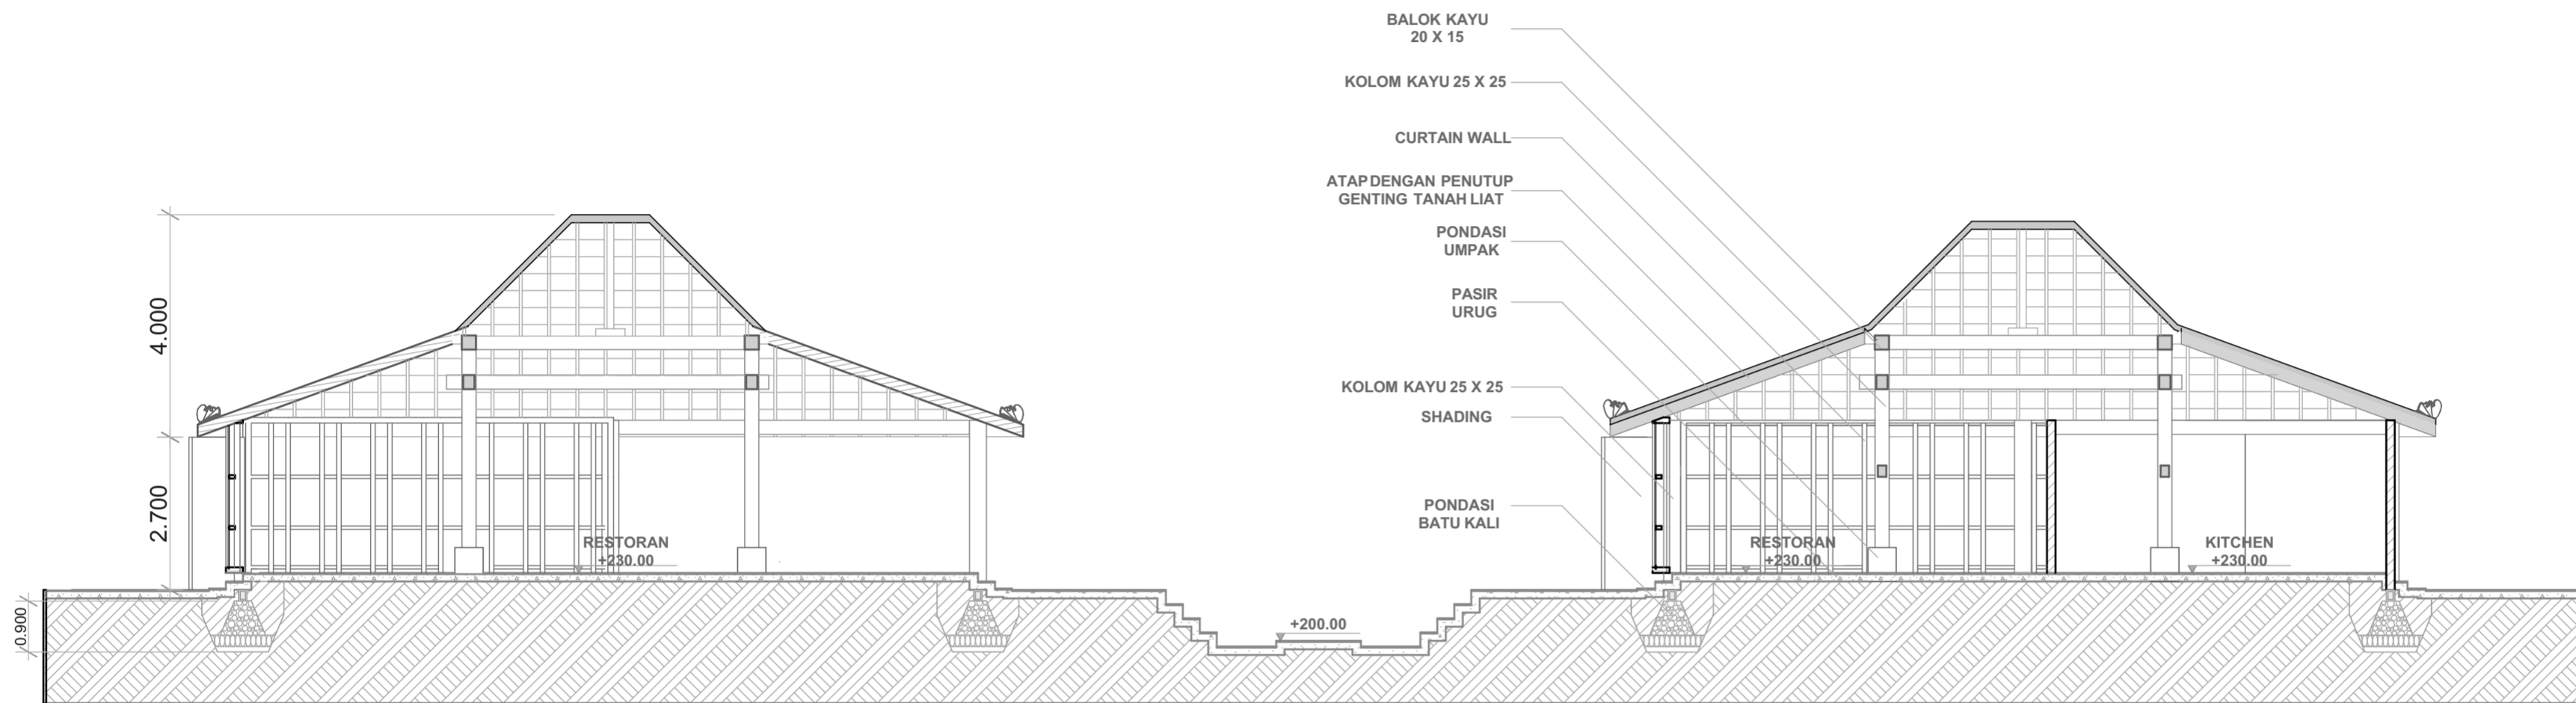 BALOK KAYU
20 X 15
KOLOM KAYU 25 X 25
CURTAIN WALL
ATAP DENGAN PENUTUP
GENTING TANAH LIAT
PONDASI
UMPAK
PASIR
URUG
KOLOM KAYU 25 X 25
SHADING
PONDASI
BATU KALI
4.000
2.700
0.900
RESTORAN
+230.00
+200.00
RESTORAN
+230.00
KITCHEN
+230.00